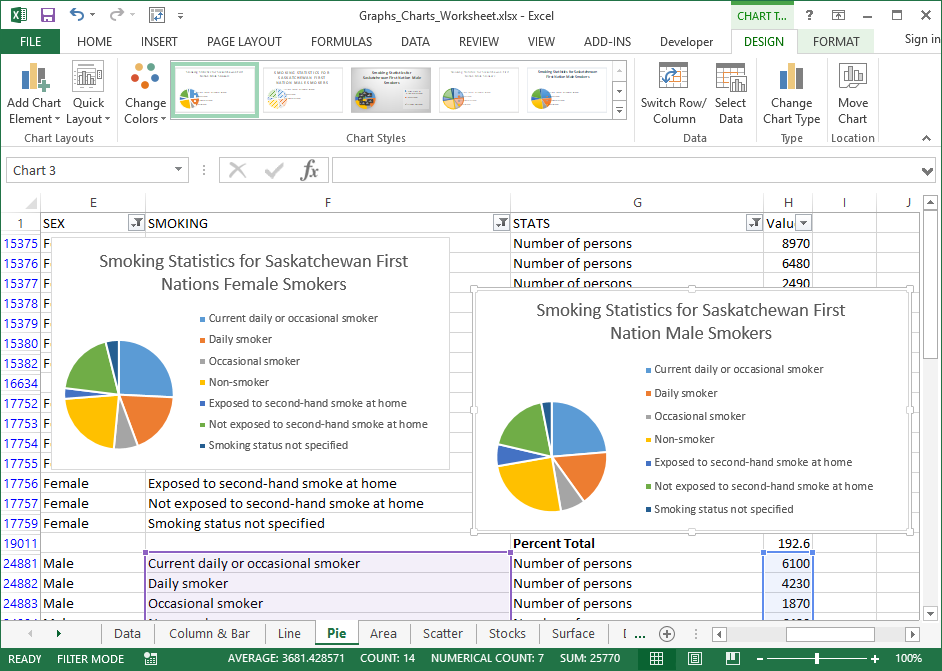 Graphs_Charts_Worksheet.xlsx - Excel
CHART T...
?
FILE
HOME
INSERT
PAGE LAYOUT
FORMULAS
DATA
REVIEW
VIEW
ADD-INS
Developer
DESIGN
FORMAT
Sign in
Add Chart
Element
Quick
Layout
Change
Colors
Switch Row/
Column
Select
Data
Change
Chart Type
Move
Chart
Chart Layouts
Chart Styles
Data
Type
Location
Chart 3
fx
E
F
G
H
I
J
1 SEX SMOKING STATS Valu
15375 F Number of persons 8970
15376 F Number of persons 6480
15377 F Number of persons 2490
15378 F
15379 F
15380 F
15382 F
16634
17752 F
17753 F
17754 F
17755 F
17756 Female Exposed to second-hand smoke at home
17757 Female Not exposed to second-hand smoke at home
17759 Female Smoking status not specified
19011 Percent Total 192.6
24881 Male Current daily or occasional smoker Number of persons 6100
24882 Male Daily smoker Number of persons 4230
24883 Male Occasional smoker Number of persons 1870
Smoking Statistics for Saskatchewan First
Nations Female Smokers
Current daily or occasional smoker
Daily smoker
Occasional smoker
Non-smoker
Exposed to second-hand smoke at home
Not exposed to second-hand smoke at home
Smoking status not specified
Smoking Statistics for Saskatchewan First
Nation Male Smokers
Current daily or occasional smoker
Daily smoker
Occasional smoker
Non-smoker
Exposed to second-hand smoke at home
Not exposed to second-hand smoke at home
Smoking status not specified
Data
Column & Bar
Line
Pie
Area
Scatter
Stocks
Surface
...
READY
FILTER MODE
AVERAGE: 3681.428571
COUNT: 14
NUMERICAL COUNT: 7
SUM: 25770
100%